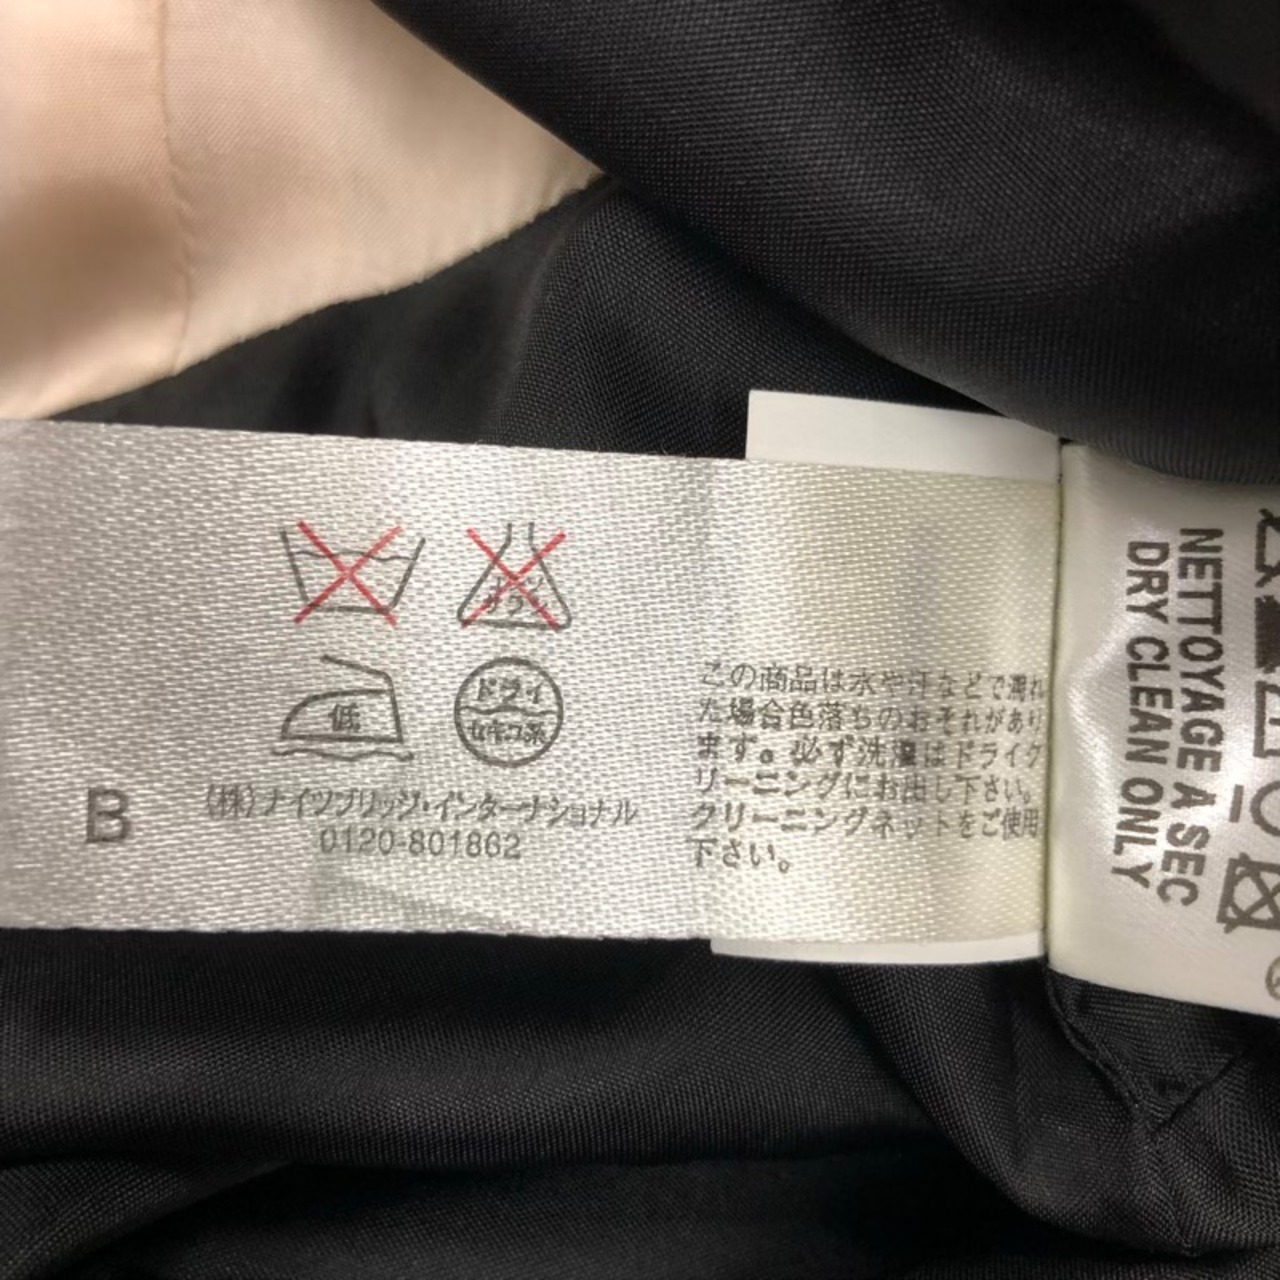 サラシ
低
ドライ
セキユ系
B
(株)ナイツブリッジ・インターナショナル
0120-801862
この商品は水や汗などで濡れ
た場合色落ちのおそれがあり
ます。必ず洗濯はドライク
リーニングにお出し下さい。
クリーニングネットをご使用
下さい。
NETTOYAGE A SEC
DRY CLEAN ONLY